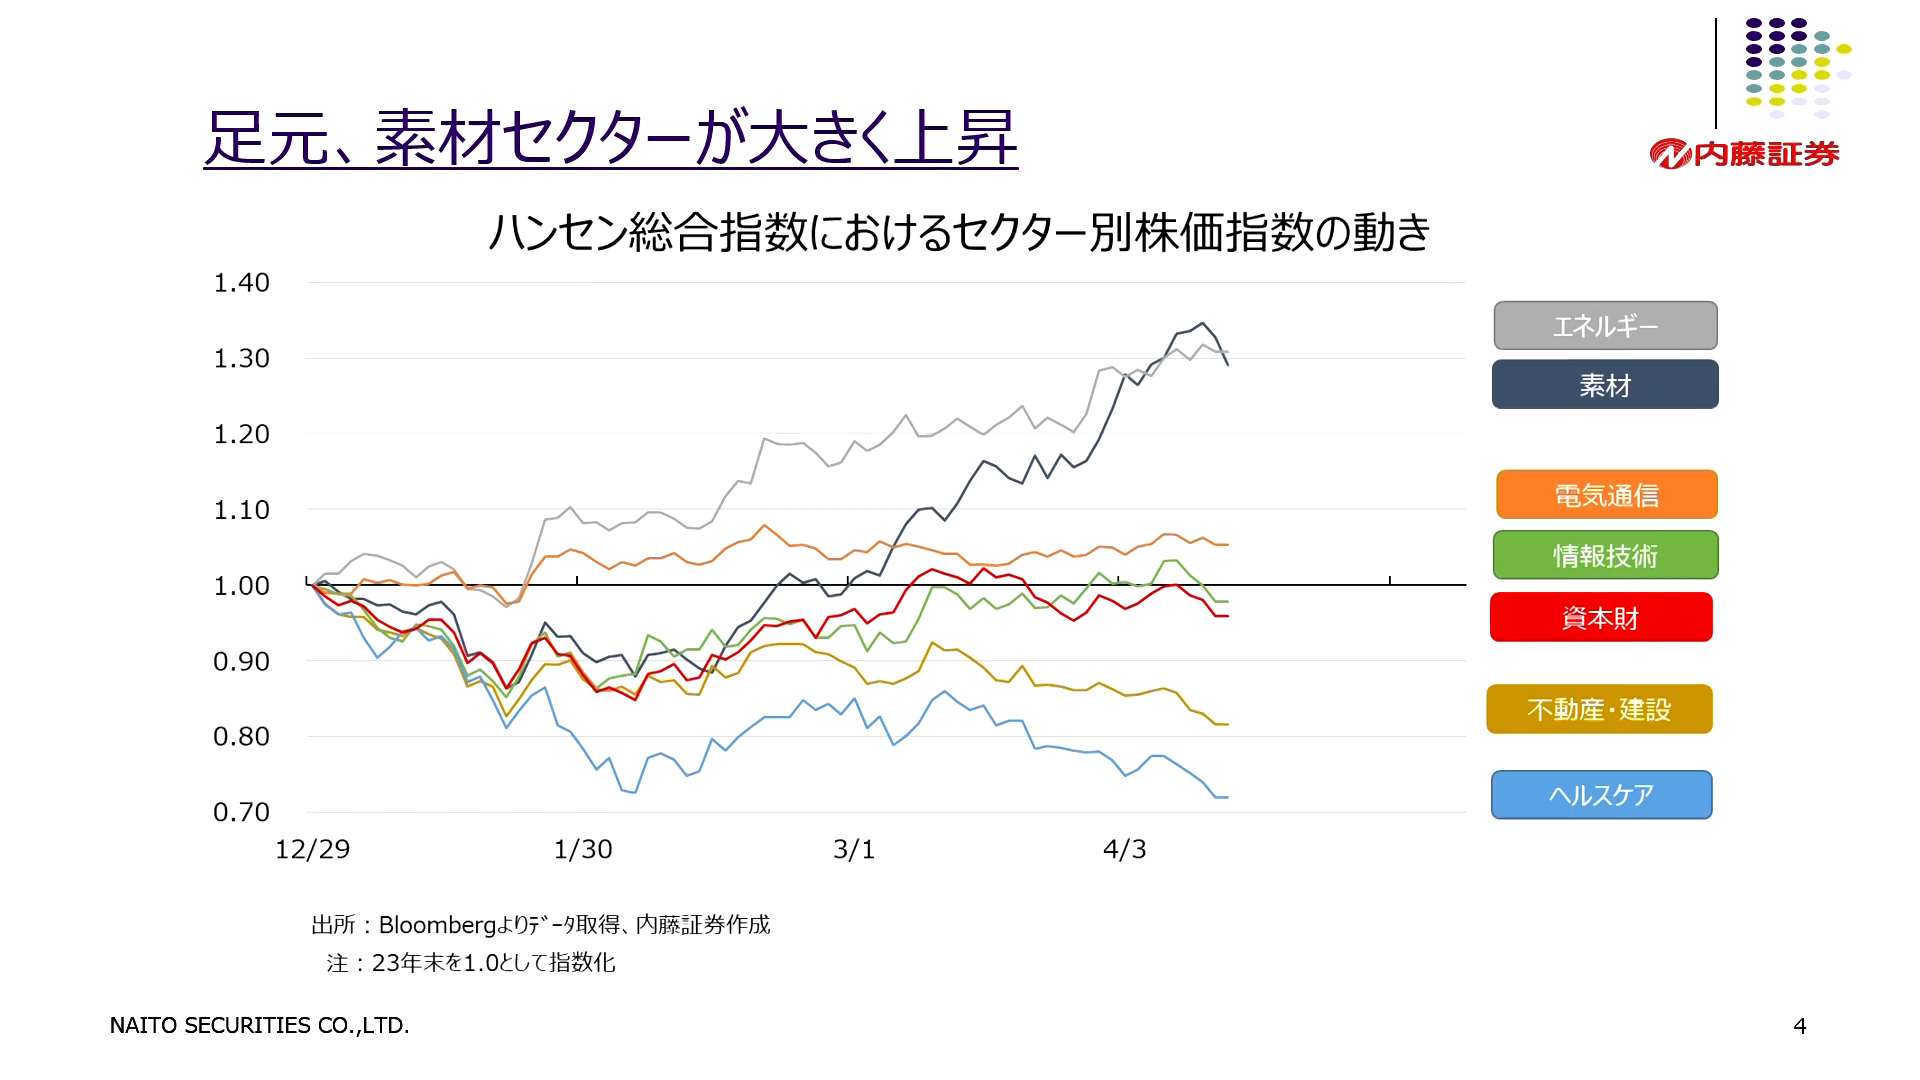 内藤証券
足元、素材セクターが大きく上昇
ハンセン総合指数におけるセクター別株価指数の動き
1.40
1.30
1.20
1.10
1.00
0.90
0.80
0.70
12/29
1/30
3/1
4/3
エネルギー
素材
電気通信
情報技術
資本財
不動産・建設
ヘルスケア
出所：Bloombergよりﾃﾞｰﾀ取得、内藤証券作成
注：23年末を1.0として指数化
NAITO SECURITIES CO.,LTD.
4